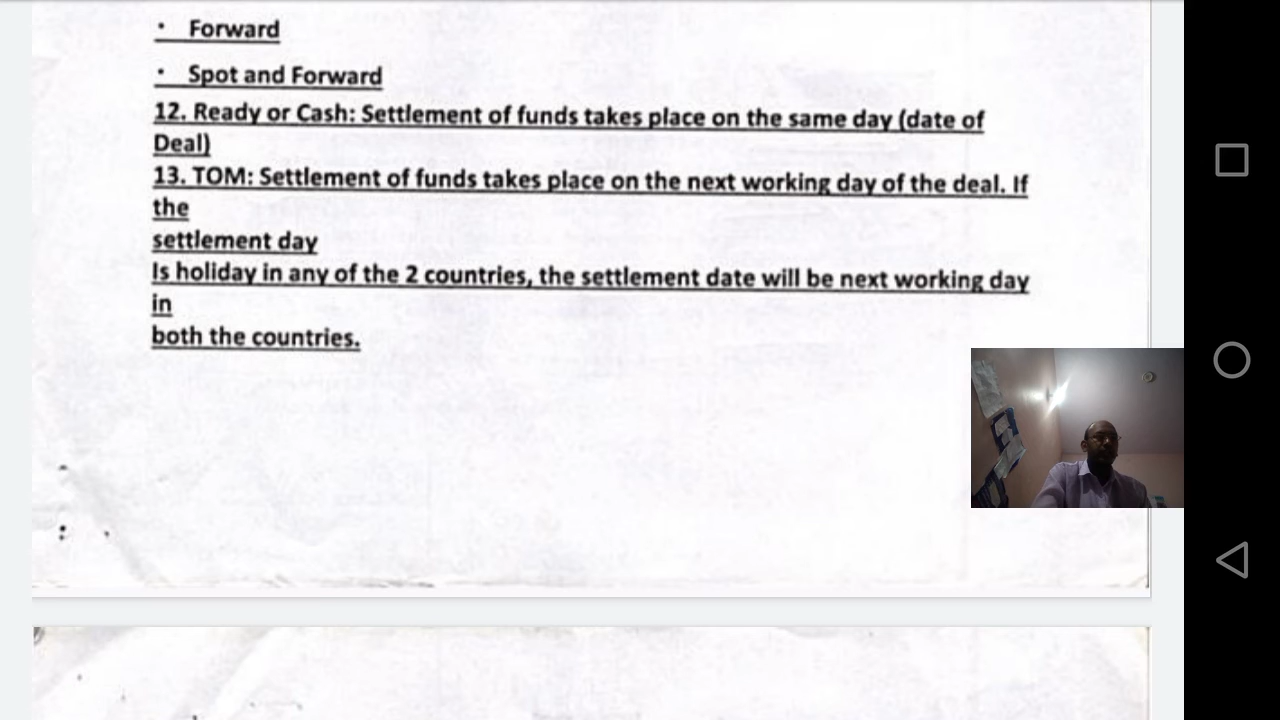 · Forward
· Spot and Forward
12. Ready or Cash: Settlement of funds takes place on the same day (date of
Deal)
13. TOM: Settlement of funds takes place on the next working day of the deal. If
the
settlement day
Is holiday in any of the 2 countries, the settlement date will be next working day
in
both the countries.